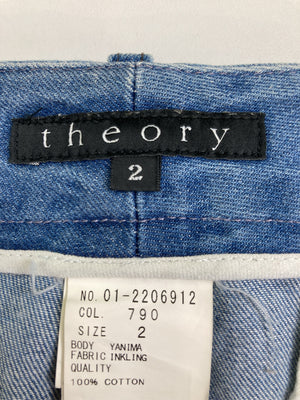 theory
2
NO. 01-2206912
COL. 790
SIZE 2
BODY YANIMA
FABRIC INKLING
QUALITY
100% COTTON